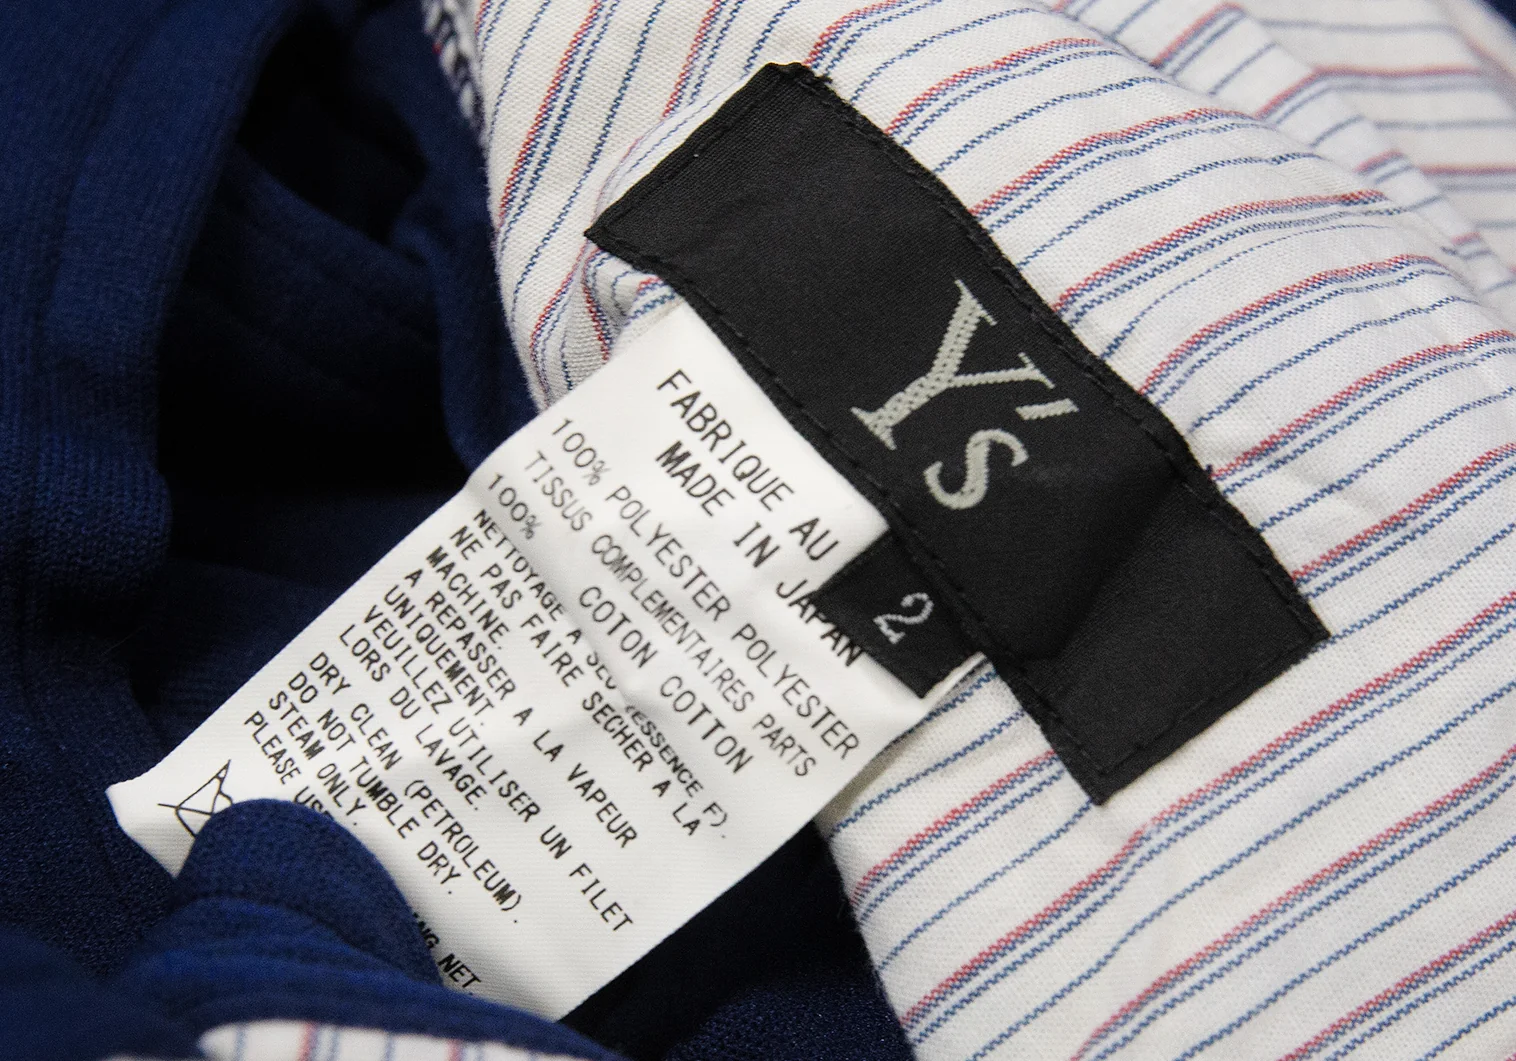 Y's
2
FABRIQUE AU
MADE IN JAPAN
100% POLYESTER POLYESTER
TISSUS COMPLEMENTAIRES PARTS
100% COTON COTTON
NETTOYAGE A SEC (ESSENCE F).
NE PAS FAIRE SECHER A LA
MACHINE.
A REPASSER A LA VAPEUR
UNIQUEMENT.
VEUILLEZ UTILISER UN FILET
LORS DU LAVAGE.
DRY CLEAN (PETROLEUM).
DO NOT TUMBLE DRY.
STEAM ONLY.
PLEASE NET.